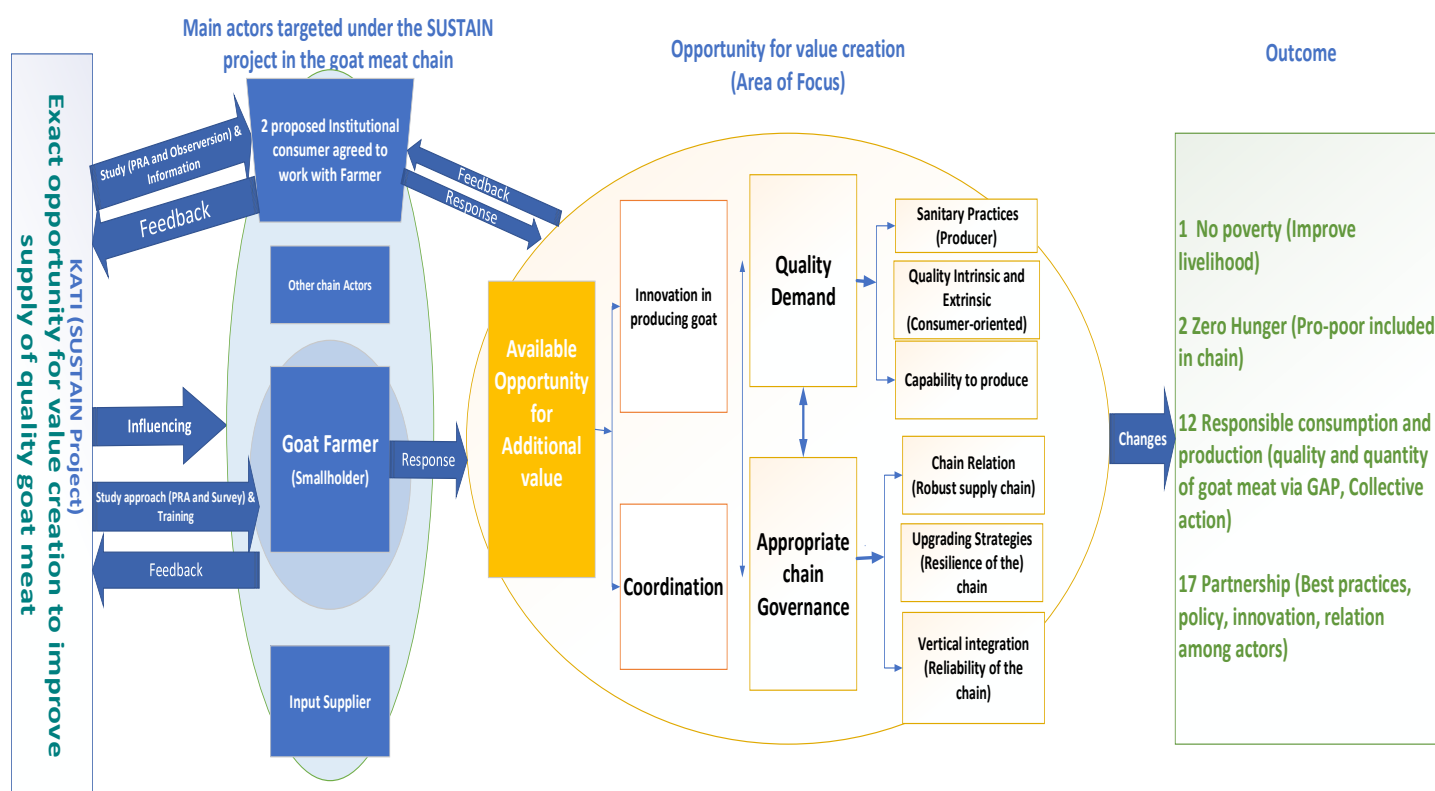 KATI (SUSTAIN Project)
Exact opportunity for value creation to improve
supply of quality goat meat
Main actors targeted under the SUSTAIN
project in the goat meat chain
Study (PRA and Observersion) &
Information
Feedback
2 proposed Institutional
consumer agreed to
work with Farmer
Other chain Actors
Influencing
Goat Farmer
(Smallholder)
Study approach (PRA and Survey) &
Training
Feedback
Input Supplier
Feedback
Response
Response
Opportunity for value creation
(Area of Focus)
Available
Opportunity
for
Additional
value
Innovation in
producing goat
Coordination
Quality
Demand
Appropriate
chain
Governance
Sanitary Practices
(Producer)
Quality Intrinsic and
Extrinsic
(Consumer-oriented)
Capability to produce
Chain Relation
(Robust supply chain)
Upgrading Strategies
(Resilience of the)
chain
Vertical integration
(Reliability of the
chain)
Changes
Outcome
1 No poverty (Improve
livelihood)
2 Zero Hunger (Pro-poor included
in chain)
12 Responsible consumption and
production (quality and quantity
of goat meat via GAP, Collective
action)
17 Partnership (Best practices,
policy, innovation, relation
among actors)